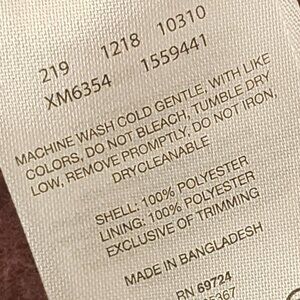 219 1218 10310
XM6354 1559441
MACHINE WASH COLD GENTLE, WITH LIKE
COLORS, DO NOT BLEACH, TUMBLE DRY
LOW, REMOVE PROMPTLY, DO NOT IRON,
DRYCLEANABLE
SHELL: 100% POLYESTER
LINING: 100% POLYESTER
EXCLUSIVE OF TRIMMING
MADE IN BANGLADESH
RN 69724
5367